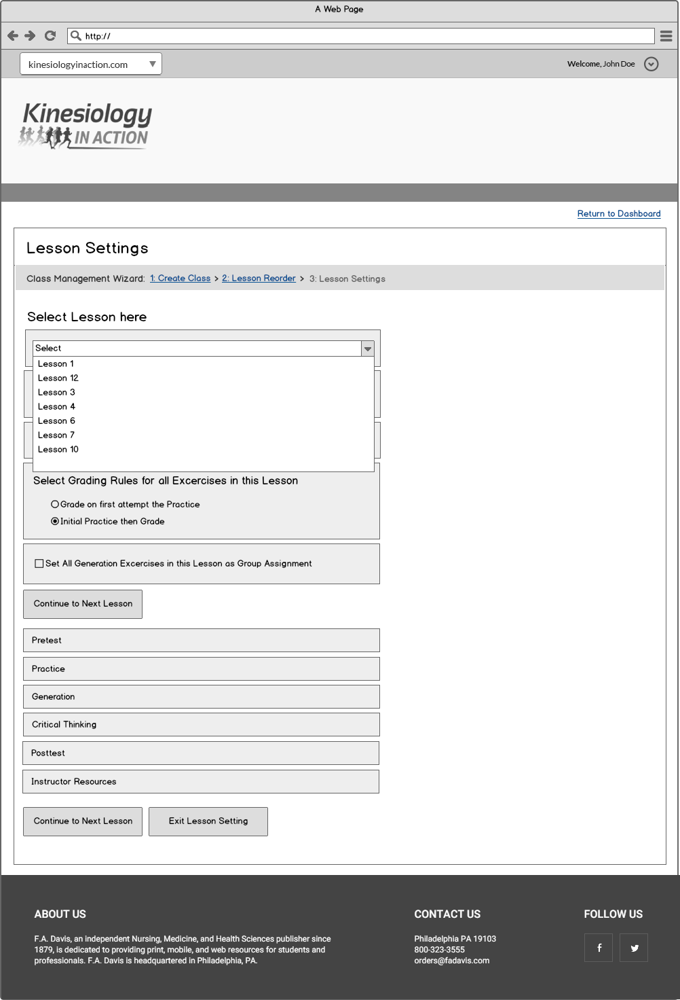 A Web Page
http://
kinesiologyinaction.com
Welcome, John Doe
Kinesiology
IN ACTION
Return to Dashboard
Lesson Settings
Class Management Wizard: 1: Create Class > 2: Lesson Reorder > 3: Lesson Settings
Select Lesson here
Select
Lesson 1
Lesson 12
Lesson 3
Lesson 4
Lesson 6
Lesson 7
Lesson 10
Select Grading Rules for all Excercises in this Lesson
Grade on first attempt the Practice
Initial Practice then Grade
Set All Generation Excercises in this Lesson as Group Assignment
Continue to Next Lesson
Pretest
Practice
Generation
Critical Thinking
Posttest
Instructor Resources
Continue to Next Lesson Exit Lesson Setting
ABOUT US
F.A. Davis, an independent Nursing, Medicine, and Health Sciences publisher since
1879, is dedicated to providing print, mobile, and web resources for students and
professionals. F.A. Davis is headquartered in Philadelphia, PA.
CONTACT US
Philadelphia PA 19103
800-323-3555
orders@fadavis.com
FOLLOW US